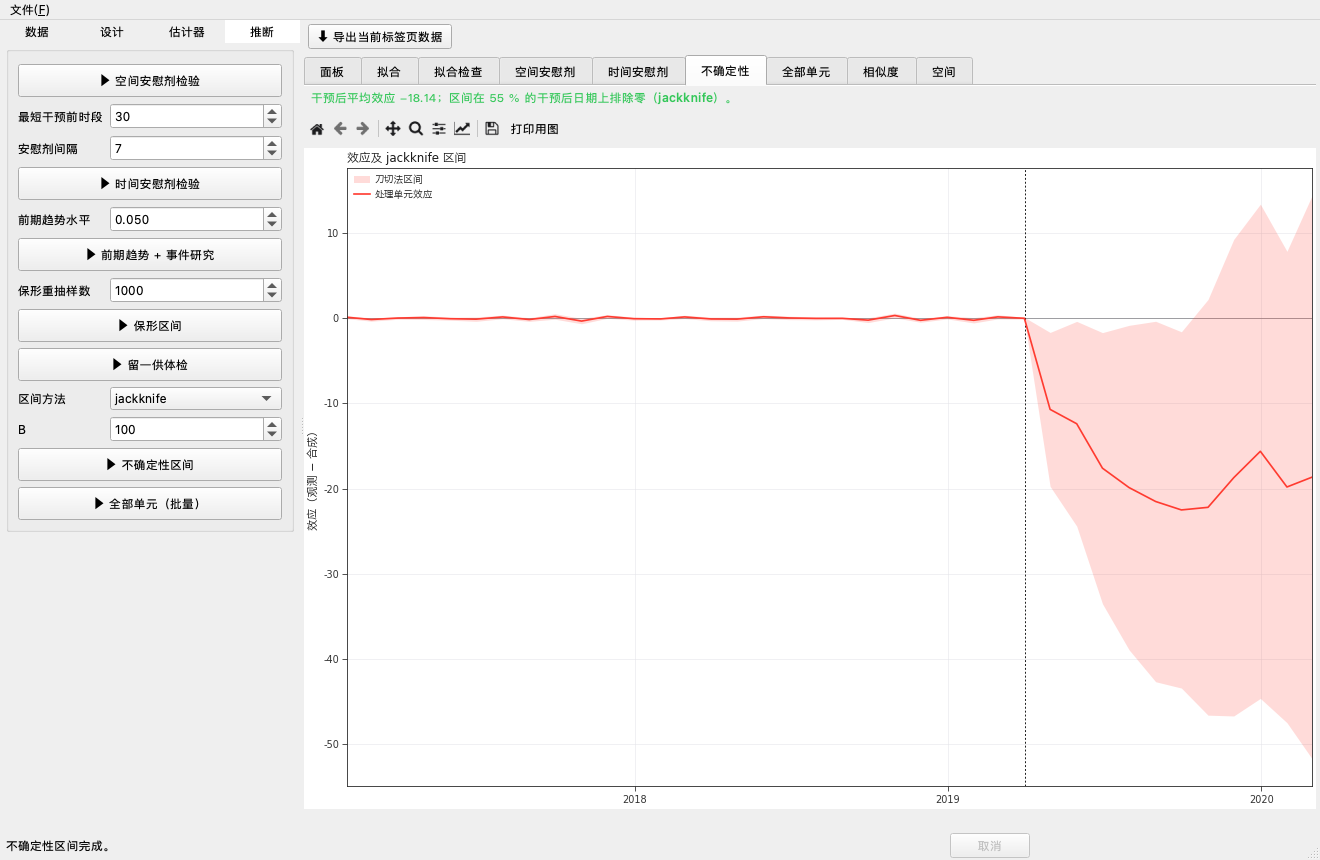 文件(F)
数据 设计 估计器 推断
导出当前标签页数据
空间安慰剂检验
最短干预前时段 30
安慰剂间隔 7
时间安慰剂检验
前期趋势水平 0.050
前期趋势 + 事件研究
保形重抽样数 1000
保形区间
留一供体检
区间方法 jackknife
B 100
不确定性区间
全部单元（批量）
面板 拟合 拟合检查 空间安慰剂 时间安慰剂 不确定性 全部单元 相似度 空间
干预后平均效应 −18.14；区间在 55 % 的干预后日期上排除零（jackknife）。
打印用图
效应及 jackknife 区间
刀切法区间
处理单元效应
效应（观测 − 合成）
10
0
-10
-20
-30
-40
-50
2018 2019 2020
不确定性区间完成。
取消